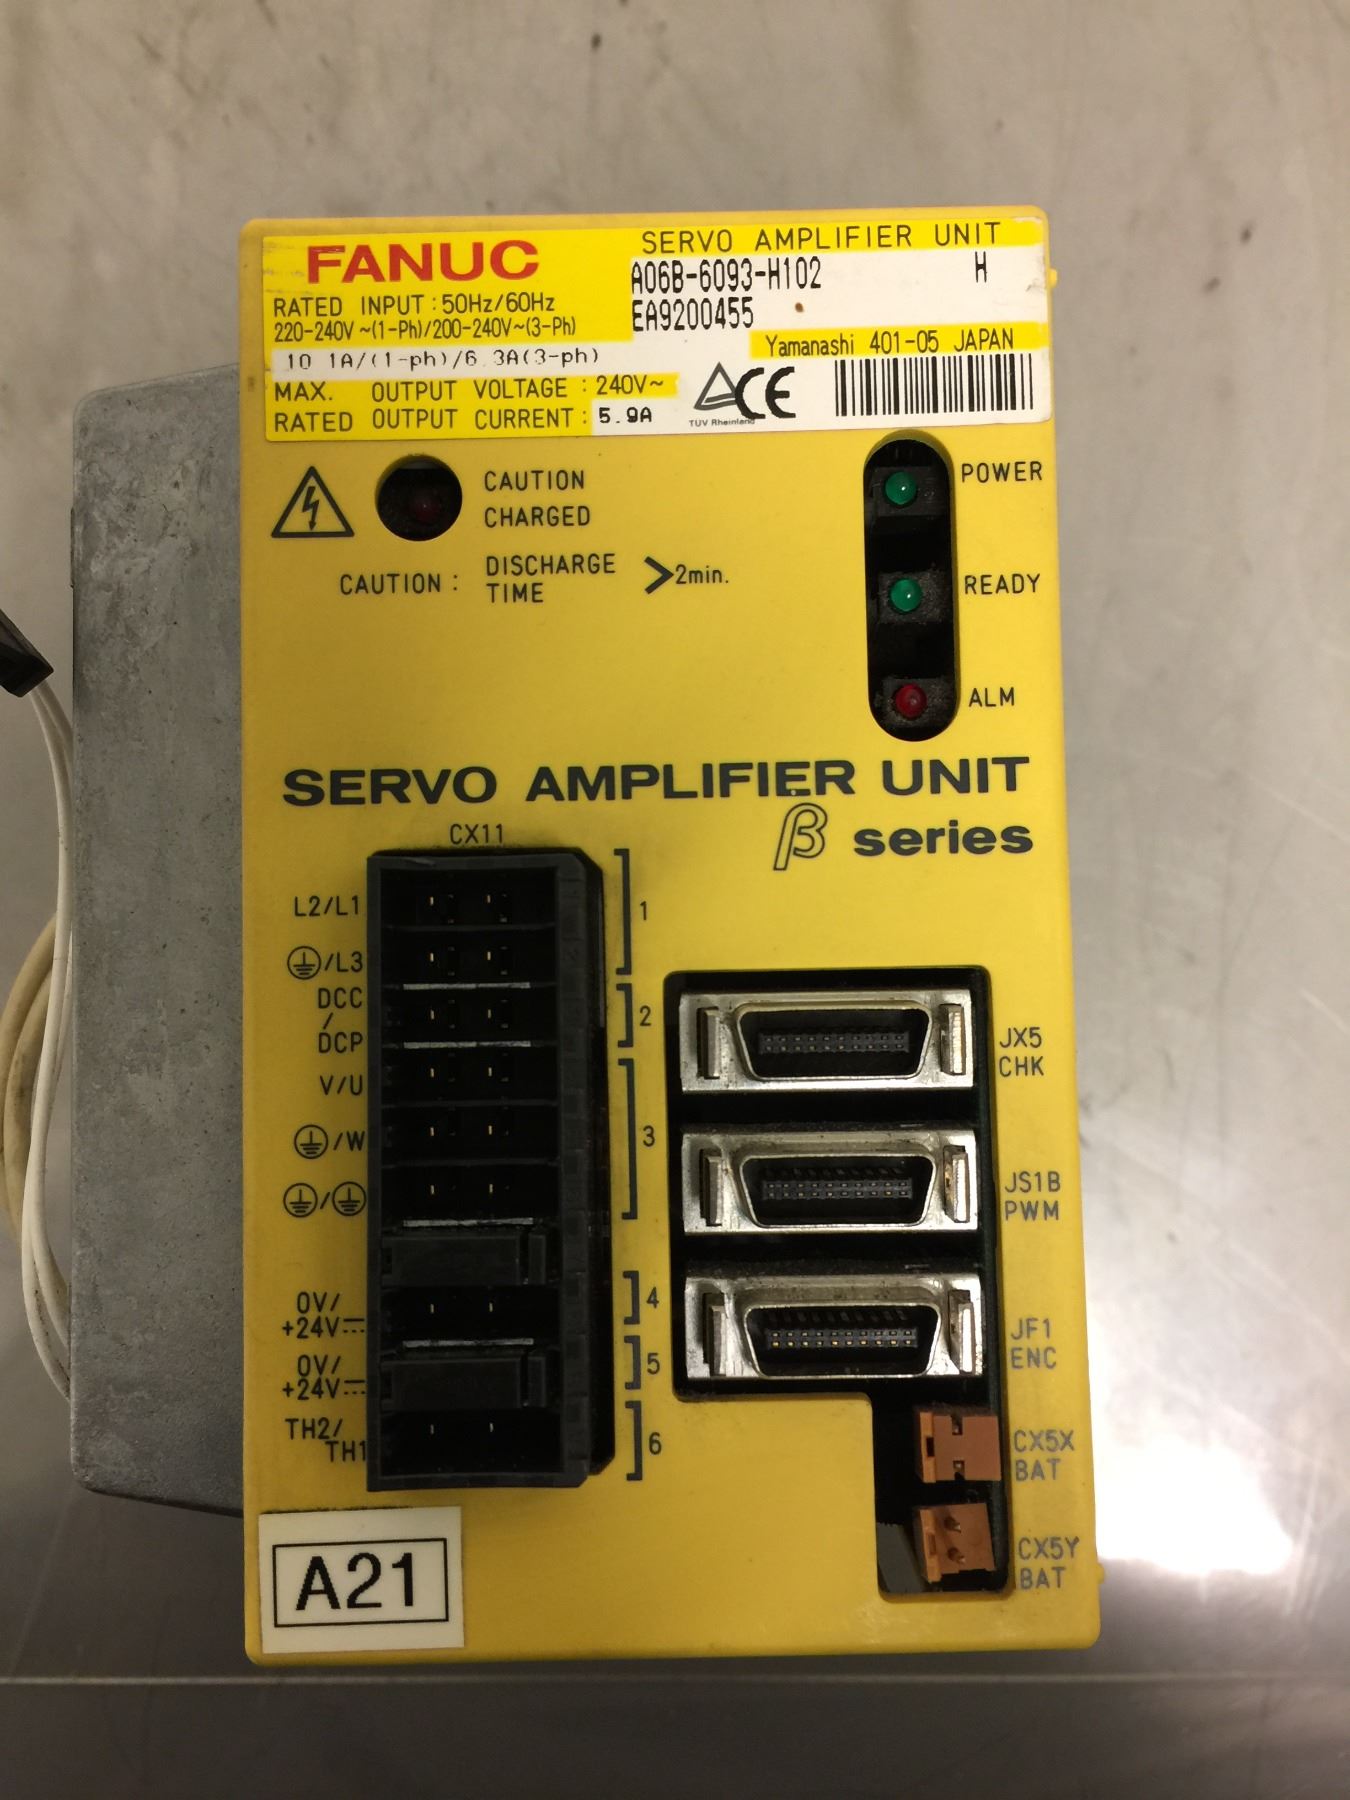 FANUC
SERVO AMPLIFIER UNIT
A06B-6093-H102 H
EA9200455
RATED INPUT : 50Hz/60Hz
220-240V ~(1-Ph)/200-240V~(3-Ph)
10.1A/(1-ph)/6.3A(3-ph)
Yamanashi 401-05 JAPAN
MAX. OUTPUT VOLTAGE : 240V~
RATED OUTPUT CURRENT : 5.9A
TÜV Rheinland
CE
CAUTION
CHARGED
CAUTION : DISCHARGE
TIME >2min.
POWER
READY
ALM
SERVO AMPLIFIER UNIT
β series
CX11
L2/L1
/L3
DCC
/
DCP
V/U
/W
/
0V/
+24V
0V/
+24V
TH2/
TH1
1
2
3
4
5
6
JX5
CHK
JS1B
PWM
JF1
ENC
CX5X
BAT
CX5Y
BAT
A21